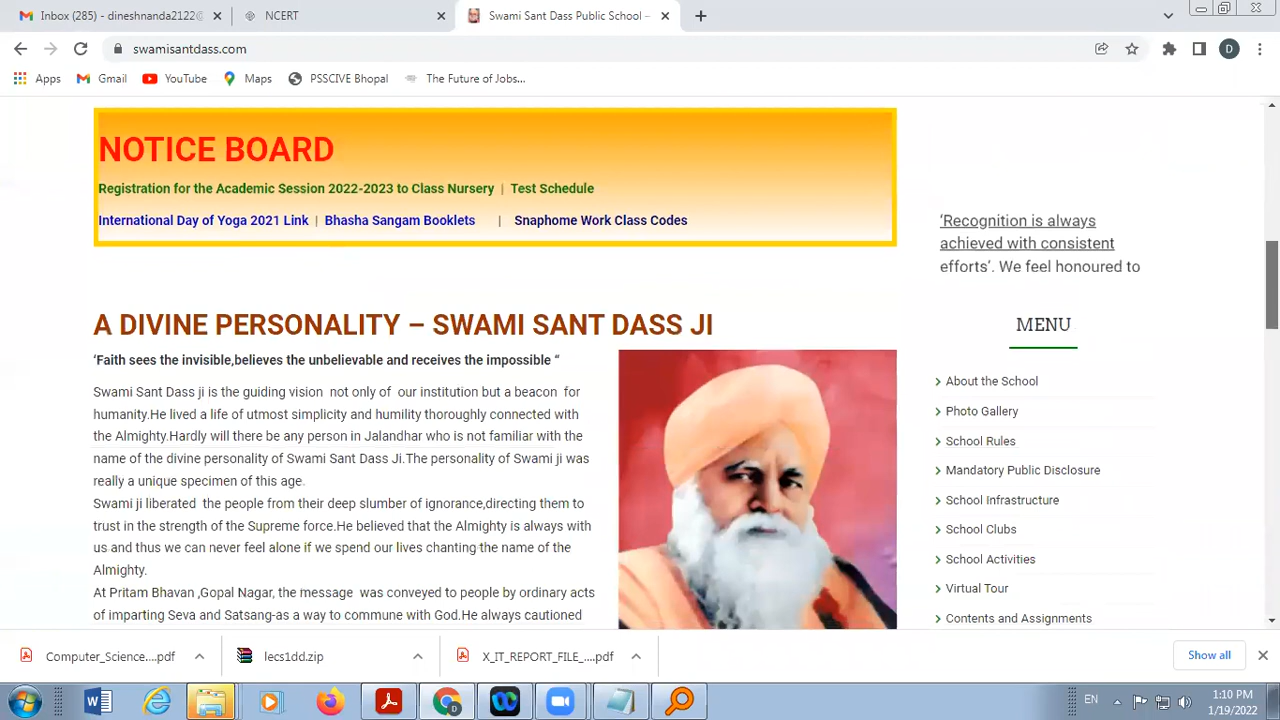 Inbox (285) - dineshnanda2122@
NCERT
Swami Sant Dass Public School –
swamisantdass.com
D
Apps
Gmail
YouTube
Maps
PSSCIVE Bhopal
The Future of Jobs...
NOTICE BOARD
Registration for the Academic Session 2022-2023 to Class Nursery | Test Schedule
International Day of Yoga 2021 Link | Bhasha Sangam Booklets | Snaphome Work Class Codes
A DIVINE PERSONALITY – SWAMI SANT DASS JI
‘Faith sees the invisible,believes the unbelievable and receives the impossible “
Swami Sant Dass ji is the guiding vision not only of our institution but a beacon for
humanity.He lived a life of utmost simplicity and humility thoroughly connected with
the Almighty.Hardly will there be any person in Jalandhar who is not familiar with the
name of the divine personality of Swami Sant Dass Ji.The personality of Swami ji was
really a unique specimen of this age.
Swami ji liberated the people from their deep slumber of ignorance,directing them to
trust in the strength of the Supreme force.He believed that the Almighty is always with
us and thus we can never feel alone if we spend our lives chanting the name of the
Almighty.
At Pritam Bhavan ,Gopal Nagar, the message was conveyed to people by ordinary acts
of imparting Seva and Satsang-as a way to commune with God.He always cautioned
‘Recognition is always
achieved with consistent
efforts’. We feel honoured to
MENU
About the School
Photo Gallery
School Rules
Mandatory Public Disclosure
School Infrastructure
School Clubs
School Activities
Virtual Tour
Contents and Assignments
Computer_Science....pdf
lecs1dd.zip
X_IT_REPORT_FILE_....pdf
Show all
EN
1:10 PM
1/19/2022